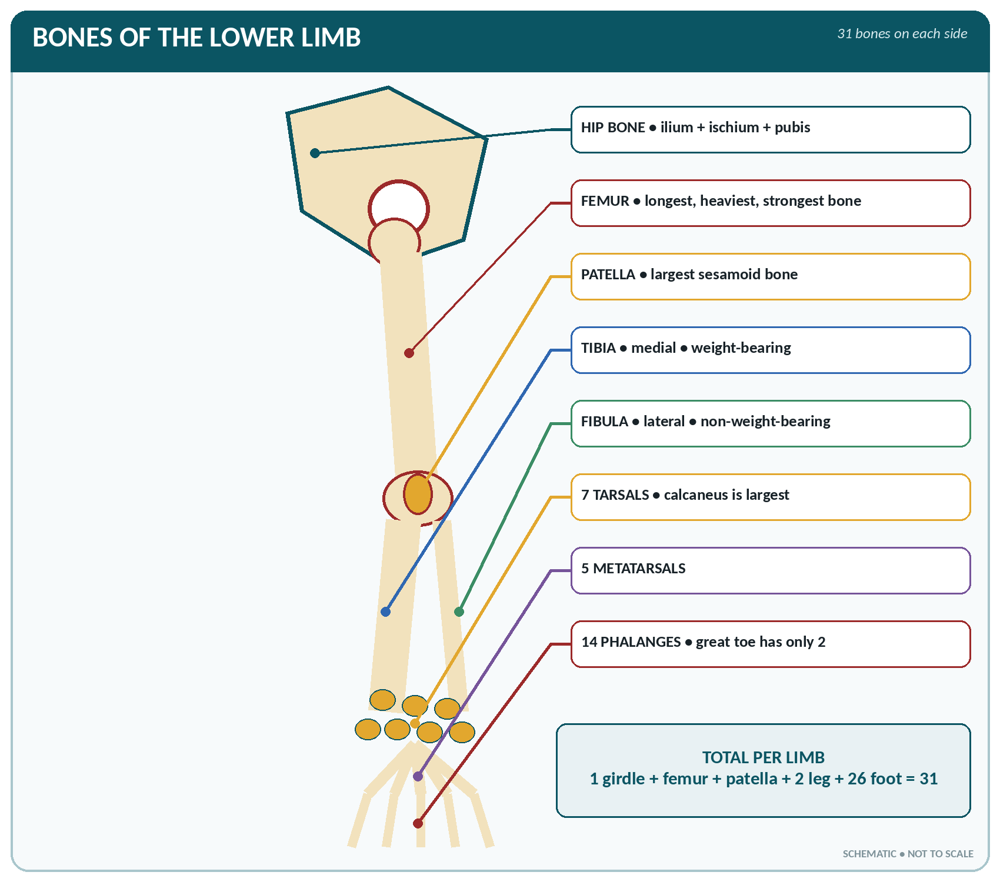 BONES OF THE LOWER LIMB
31 bones on each side
HIP BONE • ilium + ischium + pubis
FEMUR • longest, heaviest, strongest bone
PATELLA • largest sesamoid bone
TIBIA • medial • weight-bearing
FIBULA • lateral • non-weight-bearing
7 TARSALS • calcaneus is largest
5 METATARSALS
14 PHALANGES • great toe has only 2
TOTAL PER LIMB
1 girdle + femur + patella + 2 leg + 26 foot = 31
SCHEMATIC • NOT TO SCALE